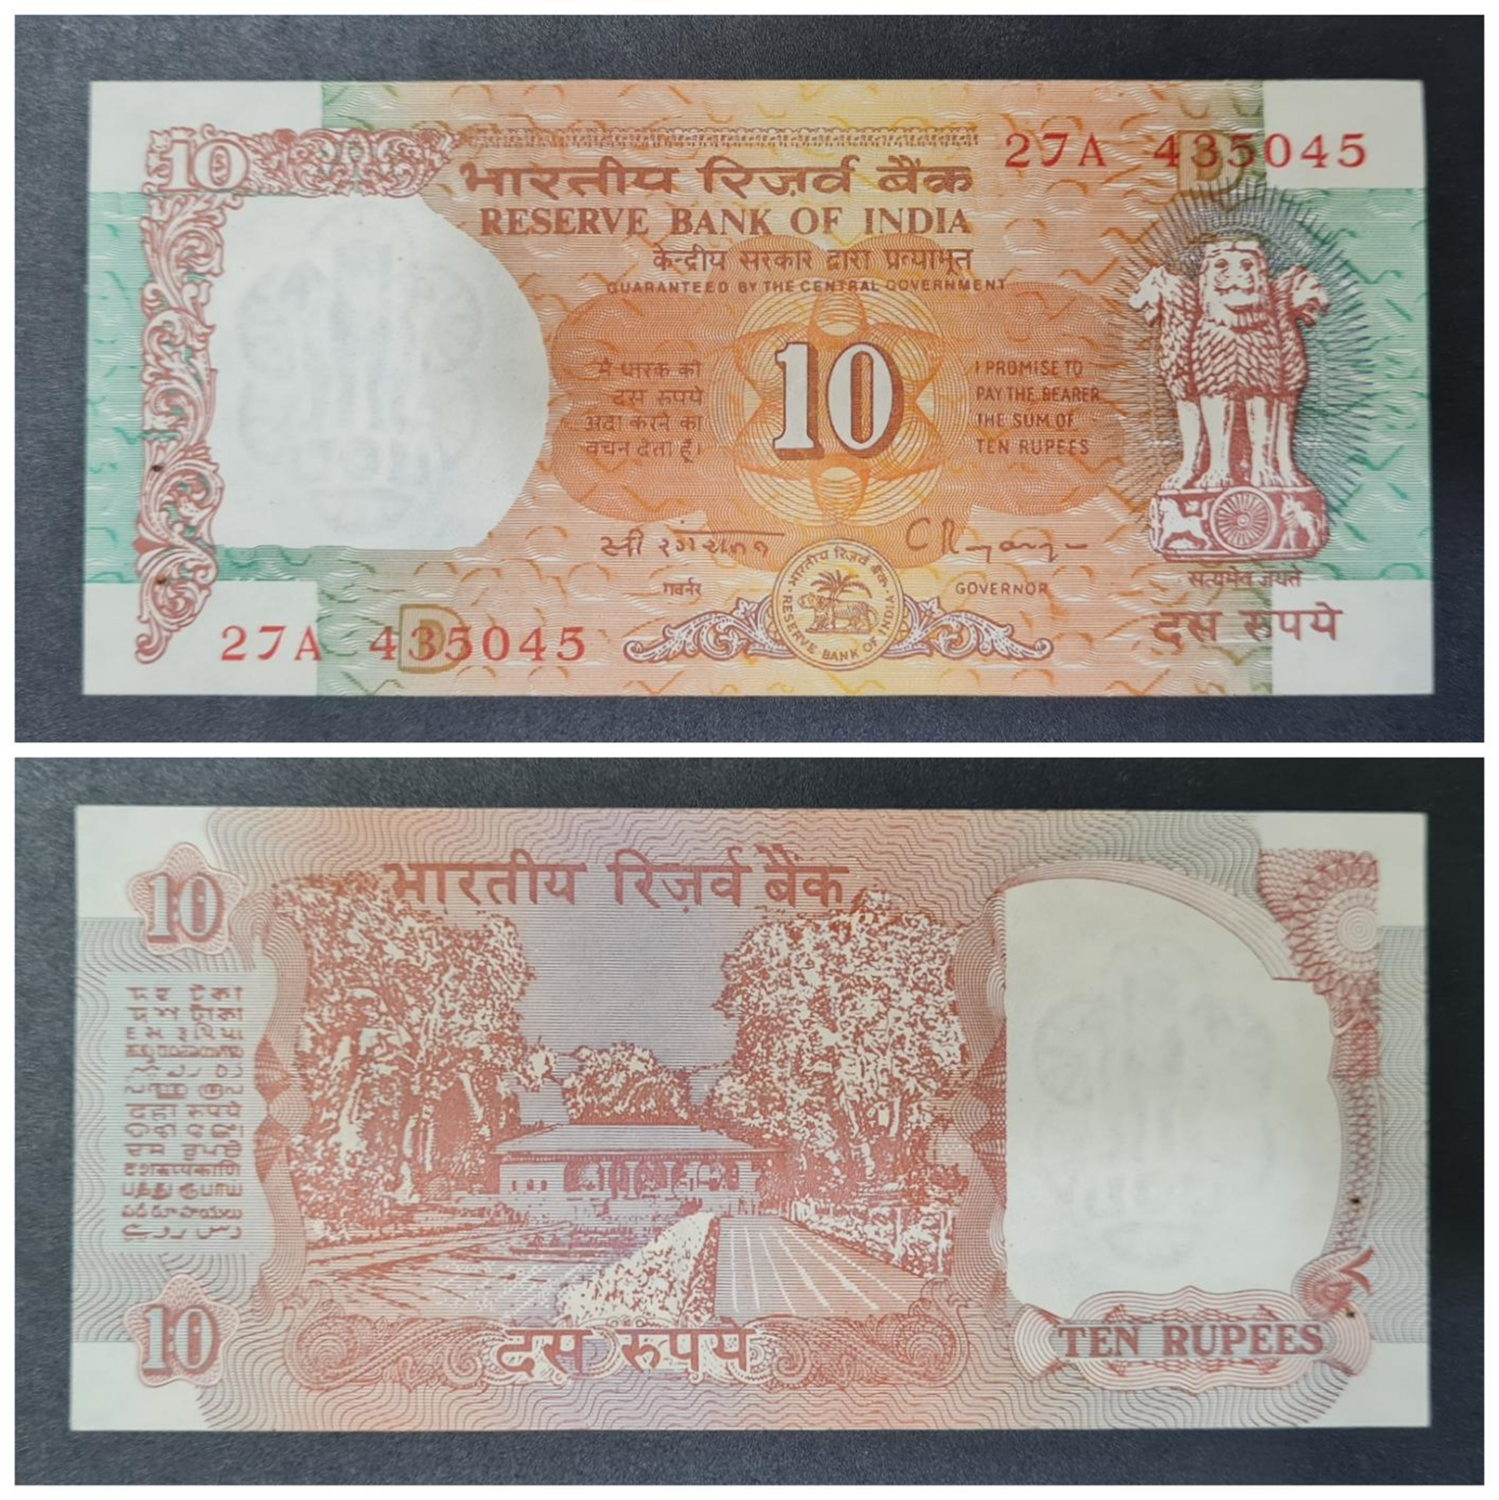 10
भारतीय रिज़र्व बैंक
27A 435045
RESERVE BANK OF INDIA
केन्द्रीय सरकार द्वारा प्रत्याभूत
GUARANTEED BY THE CENTRAL GOVERNMENT
मैं धारक को
दस रुपये
अदा करने का
वचन देता हूँ।
10
I PROMISE TO
PAY THE BEARER
THE SUM OF
TEN RUPEES
गवर्नर
GOVERNOR
सत्यमेव जयते
दस रुपये
27A 435045
D
D
भारतीय रिज़र्व बैंक
RESERVE BANK OF INDIA
10
भारतीय रिज़र्व बैंक
10
दस रुपये
TEN RUPEES